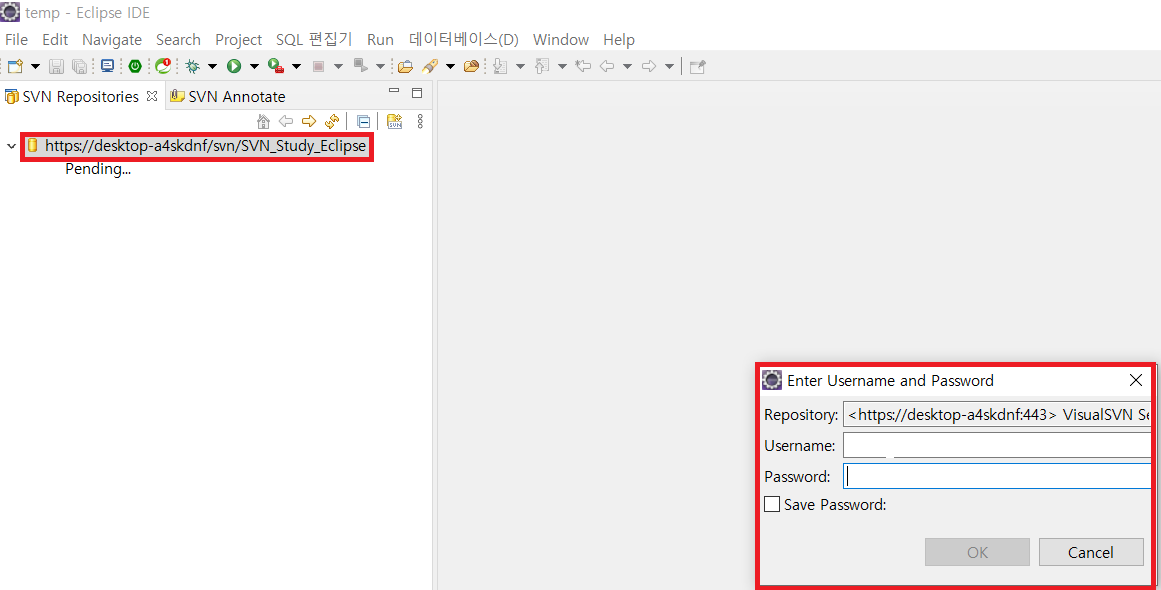 temp - Eclipse IDE
File Edit Navigate Search Project SQL 편집기 Run 데이터베이스(D) Window Help
SVN Repositories SVN Annotate
SVN
https://desktop-a4skdnf/svn/SVN_Study_Eclipse
Pending...
Enter Username and Password
Repository: <https://desktop-a4skdnf:443> VisualSVN Se
Username:
Password:
Save Password:
OK Cancel